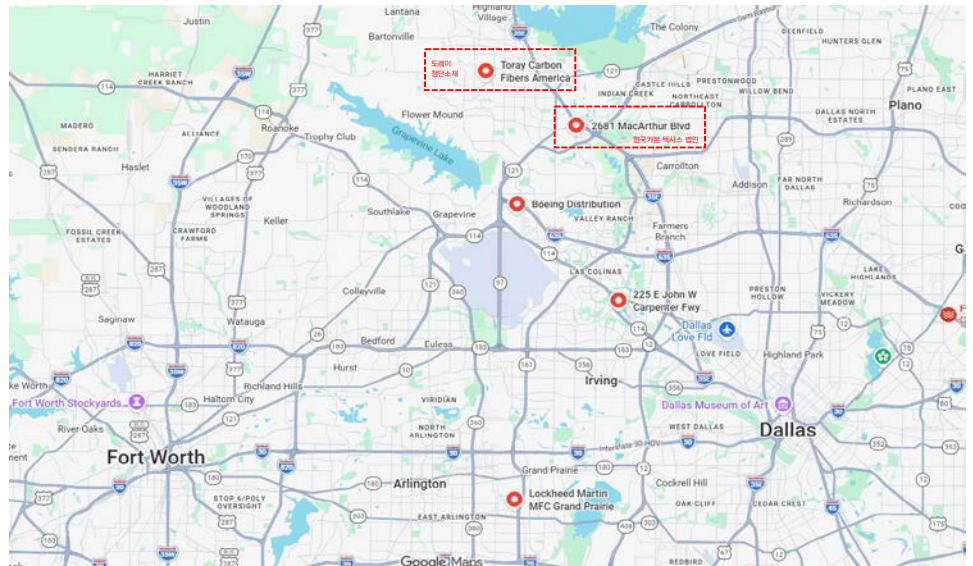 Justin
Lantana
Highland
Village
Bartonville
The Colony
DEERFIELD
HUNTERS GLEN
HARRIET
CREEK RANCH
도레이
첨단소재
Toray Carbon
Fibers America
CASTLE HILLS
PRESTONWOOD
INDIAN CREEK
WILLOW BEND
PLANO EAST
NORTHEAST
CARROLLTON
Plano
Flower Mound
2681 MacArthur Blvd
한국카본 텍사스 법인
DALLAS NORTH
ESTATES
MADERO
ALLIANCE
Roanoke
Trophy Club
SENDERA RANCH
Haslet
Grapevine Lake
Carrollton
Addison
FAR NORTH
DALLAS
Richardson
VILLAGES OF
WOODLAND
SPRINGS
Keller
Southlake
Grapevine
Boeing Distribution
VALLEY RANCH
Farmers
Branch
FOSSIL CREEK
ESTATES
CRAWFORD
FARMS
LAS COLINAS
LAKE
HIGHLANDS
Colleyville
225 E John W
Carpenter Fwy
PRESTON
HOLLOW
VICKERY
MEADOW
Saginaw
Watauga
Dallas
Love Fld
LOVE FIELD
Highland Park
Bedford
Euless
Hurst
ke Worth
Richland Hills
Haltom City
Irving
Fort Worth Stockyards...
VIRIDIAN
Dallas Museum of Art
River Oaks
NORTH
ARLINGTON
WEST DALLAS
Dallas
Interstate 30 HOV
Fort Worth
Grand Prairie
Arlington
Cockrell Hill
STOP 6/POLY
OVERSIGHT
Lockheed Martin
MFC Grand Prairie
OAK CLIFF
CEDAR CREST
EAST ARLINGTON
Google Maps
REDBIRD